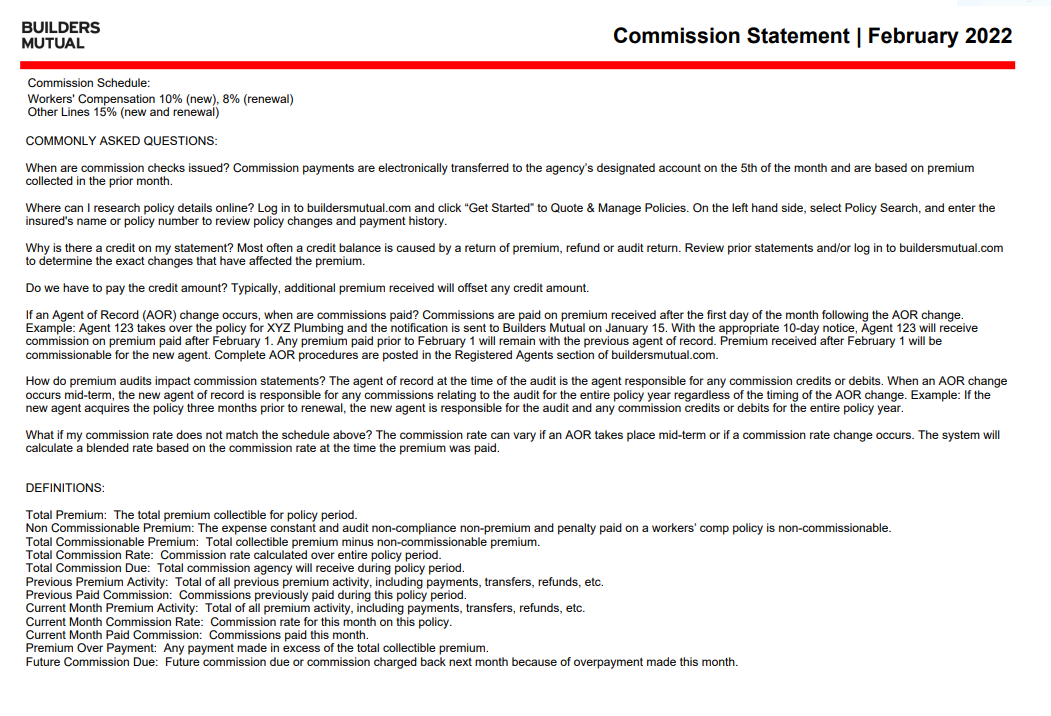 BUILDERS
MUTUAL
Commission Statement | February 2022
Commission Schedule:
Workers' Compensation 10% (new), 8% (renewal)
Other Lines 15% (new and renewal)
COMMONLY ASKED QUESTIONS:
When are commission checks issued? Commission payments are electronically transferred to the agency's designated account on the 5th of the month and are based on premium
collected in the prior month.
Where can I research policy details online? Log in to buildersmutual.com and click “Get Started” to Quote & Manage Policies. On the left hand side, select Policy Search, and enter the
insured's name or policy number to review policy changes and payment history.
Why is there a credit on my statement? Most often a credit balance is caused by a return of premium, refund or audit return. Review prior statements and/or log in to buildersmutual.com
to determine the exact changes that have affected the premium.
Do we have to pay the credit amount? Typically, additional premium received will offset any credit amount.
If an Agent of Record (AOR) change occurs, when are commissions paid? Commissions are paid on premium received after the first day of the month following the AOR change.
Example: Agent 123 takes over the policy for XYZ Plumbing and the notification is sent to Builders Mutual on January 15. With the appropriate 10-day notice, Agent 123 will receive
commission on premium paid after February 1. Any premium paid prior to February 1 will remain with the previous agent of record. Premium received after February 1 will be
commissionable for the new agent. Complete AOR procedures are posted in the Registered Agents section of buildersmutual.com.
How do premium audits impact commission statements? The agent of record at the time of the audit is the agent responsible for any commission credits or debits. When an AOR change
occurs mid-term, the new agent of record is responsible for any commissions relating to the audit for the entire policy year regardless of the timing of the AOR change. Example: If the
new agent acquires the policy three months prior to renewal, the new agent is responsible for the audit and any commission credits or debits for the entire policy year.
What if my commission rate does not match the schedule above? The commission rate can vary if an AOR takes place mid-term or if a commission rate change occurs. The system will
calculate a blended rate based on the commission rate at the time the premium was paid.
DEFINITIONS:
Total Premium: The total premium collectible for policy period.
Non Commissionable Premium: The expense constant and audit non-compliance non-premium and penalty paid on a workers' comp policy is non-commissionable.
Total Commissionable Premium: Total collectible premium minus non-commissionable premium.
Total Commission Rate: Commission rate calculated over entire policy period.
Total Commission Due: Total commission agency will receive during policy period.
Previous Premium Activity: Total of all previous premium activity, including payments, transfers, refunds, etc.
Previous Paid Commission: Commissions previously paid during this policy period.
Current Month Premium Activity: Total of all premium activity, including payments, transfers, refunds, etc.
Current Month Commission Rate: Commission rate for this month on this policy.
Current Month Paid Commission: Commissions paid this month.
Premium Over Payment: Any payment made in excess of the total collectible premium.
Future Commission Due: Future commission due or commission charged back next month because of overpayment made this month.